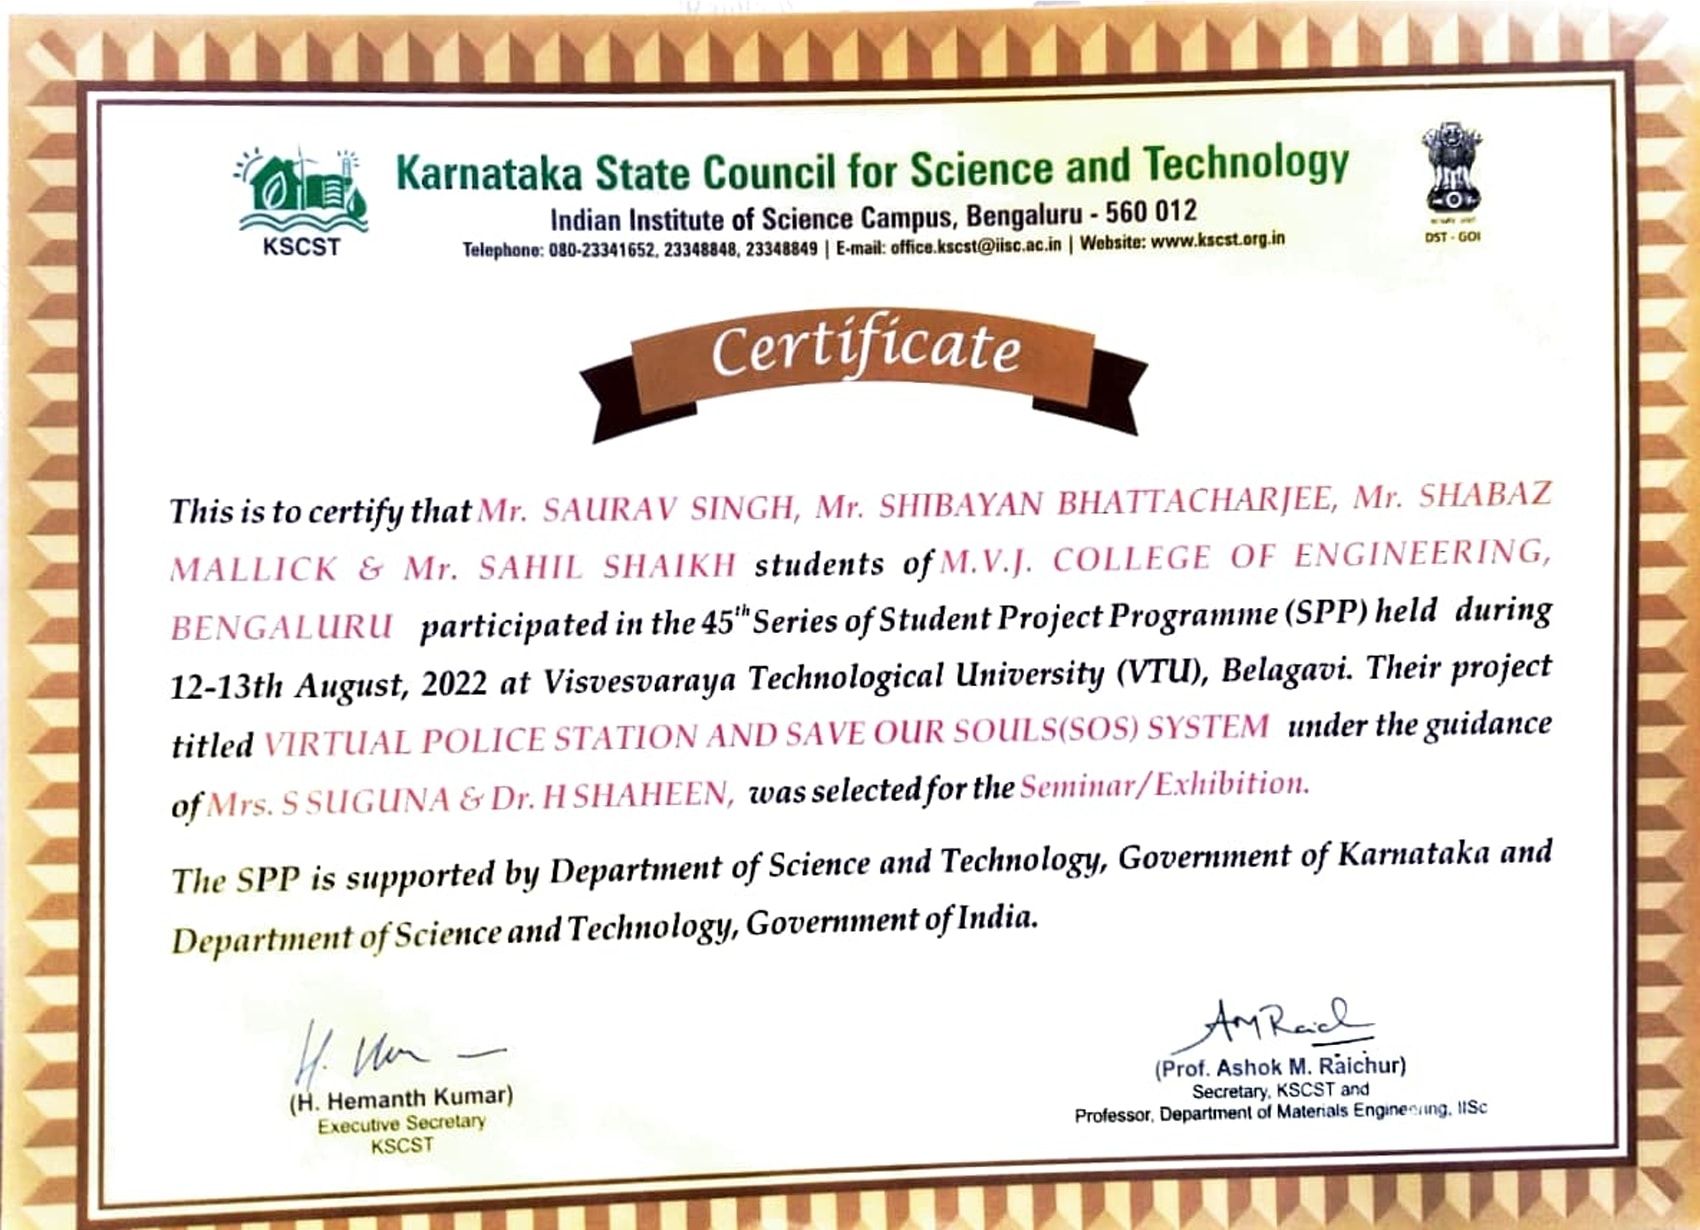 Karnataka State Council for Science and Technology
Indian Institute of Science Campus, Bengaluru - 560 012
Telephone: 080-23341652, 23348848, 23348849 | E-mail: office.kscst@iisc.ac.in | Website: www.kscst.org.in
KSCST
DST - GOI
Certificate
This is to certify that Mr. SAURAV SINGH, Mr. SHIBAYAN BHATTACHARJEE, Mr. SHABAZ
MALLICK & Mr. SAHIL SHAIKH students of M.V.J. COLLEGE OF ENGINEERING,
BENGALURU participated in the 45th Series of Student Project Programme (SPP) held during
12-13th August, 2022 at Visvesvaraya Technological University (VTU), Belagavi. Their project
titled VIRTUAL POLICE STATION AND SAVE OUR SOULS(SOS) SYSTEM under the guidance
of Mrs. S SUGUNA & Dr. H SHAHEEN, was selected for the Seminar/Exhibition.
The SPP is supported by Department of Science and Technology, Government of Karnataka and
Department of Science and Technology, Government of India.
(H. Hemanth Kumar)
Executive Secretary
KSCST
(Prof. Ashok M. Raichur)
Secretary, KSCST and
Professor, Department of Materials Engineering, IISc